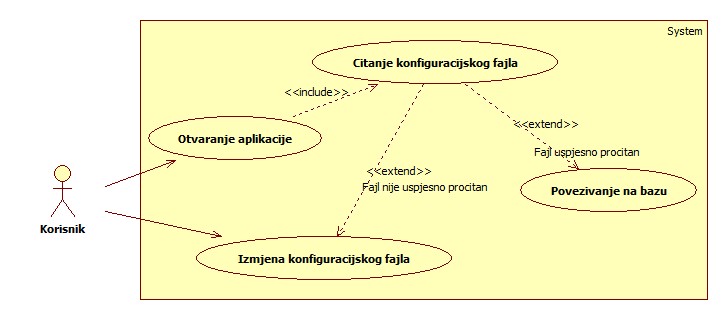 System
Citanje konfiguracijskog fajla
<<include>>
<<extend>>
Otvaranje aplikacije
Fajl uspjesno procitan
<<extend>>
Fajl nije uspjesno procitan
Povezivanje na bazu
Korisnik
Izmjena konfiguracijskog fajla